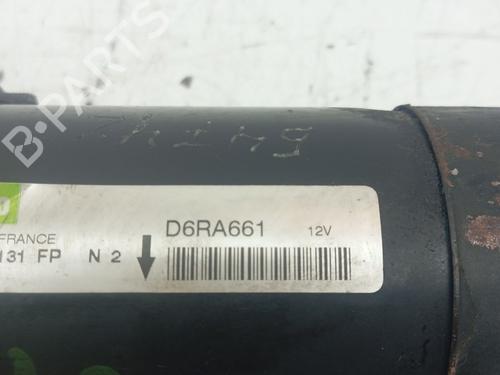 B-PARTS
D6RA661 12V
FRANCE
131 FP N 2